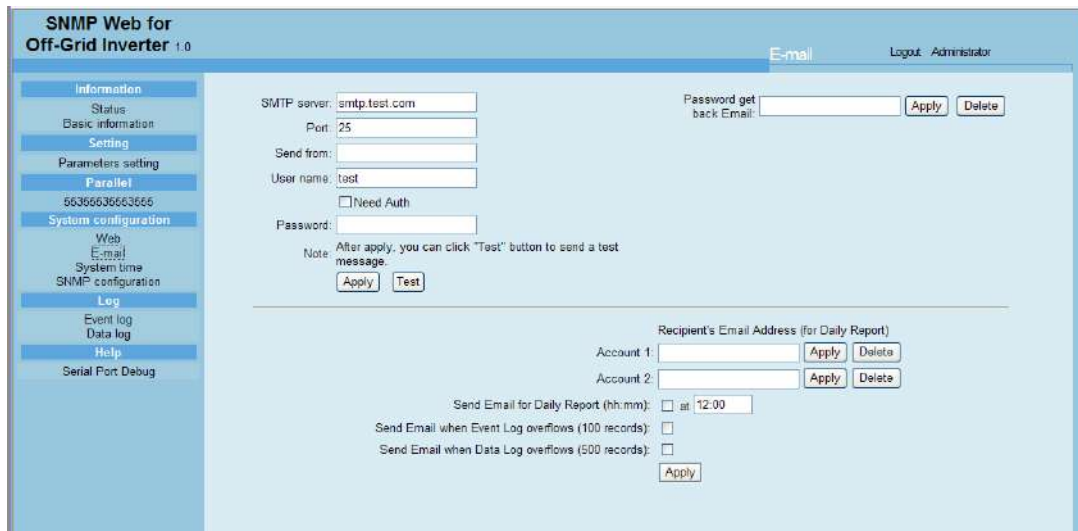 SNMP Web for
Off-Grid Inverter 1.0
E-mail
Logout Administrator
Information
Status
Basic information
Setting
Parameters setting
Parallel
55355535553555
System configuration
Web
E-mail
System time
SNMP configuration
Log
Event log
Data log
Help
Serial Port Debug
SMTP server: smtp.test.com
Port: 25
Send from:
User name: test
Need Auth
Password:
Note: After apply, you can click "Test" button to send a test
message.
Apply Test
Password get
back Email: Apply Delete
Recipient's Email Address (for Daily Report)
Account 1: Apply Delete
Account 2: Apply Delete
Send Email for Daily Report (hh:mm): at 12:00
Send Email when Event Log overflows (100 records):
Send Email when Data Log overflows (500 records):
Apply